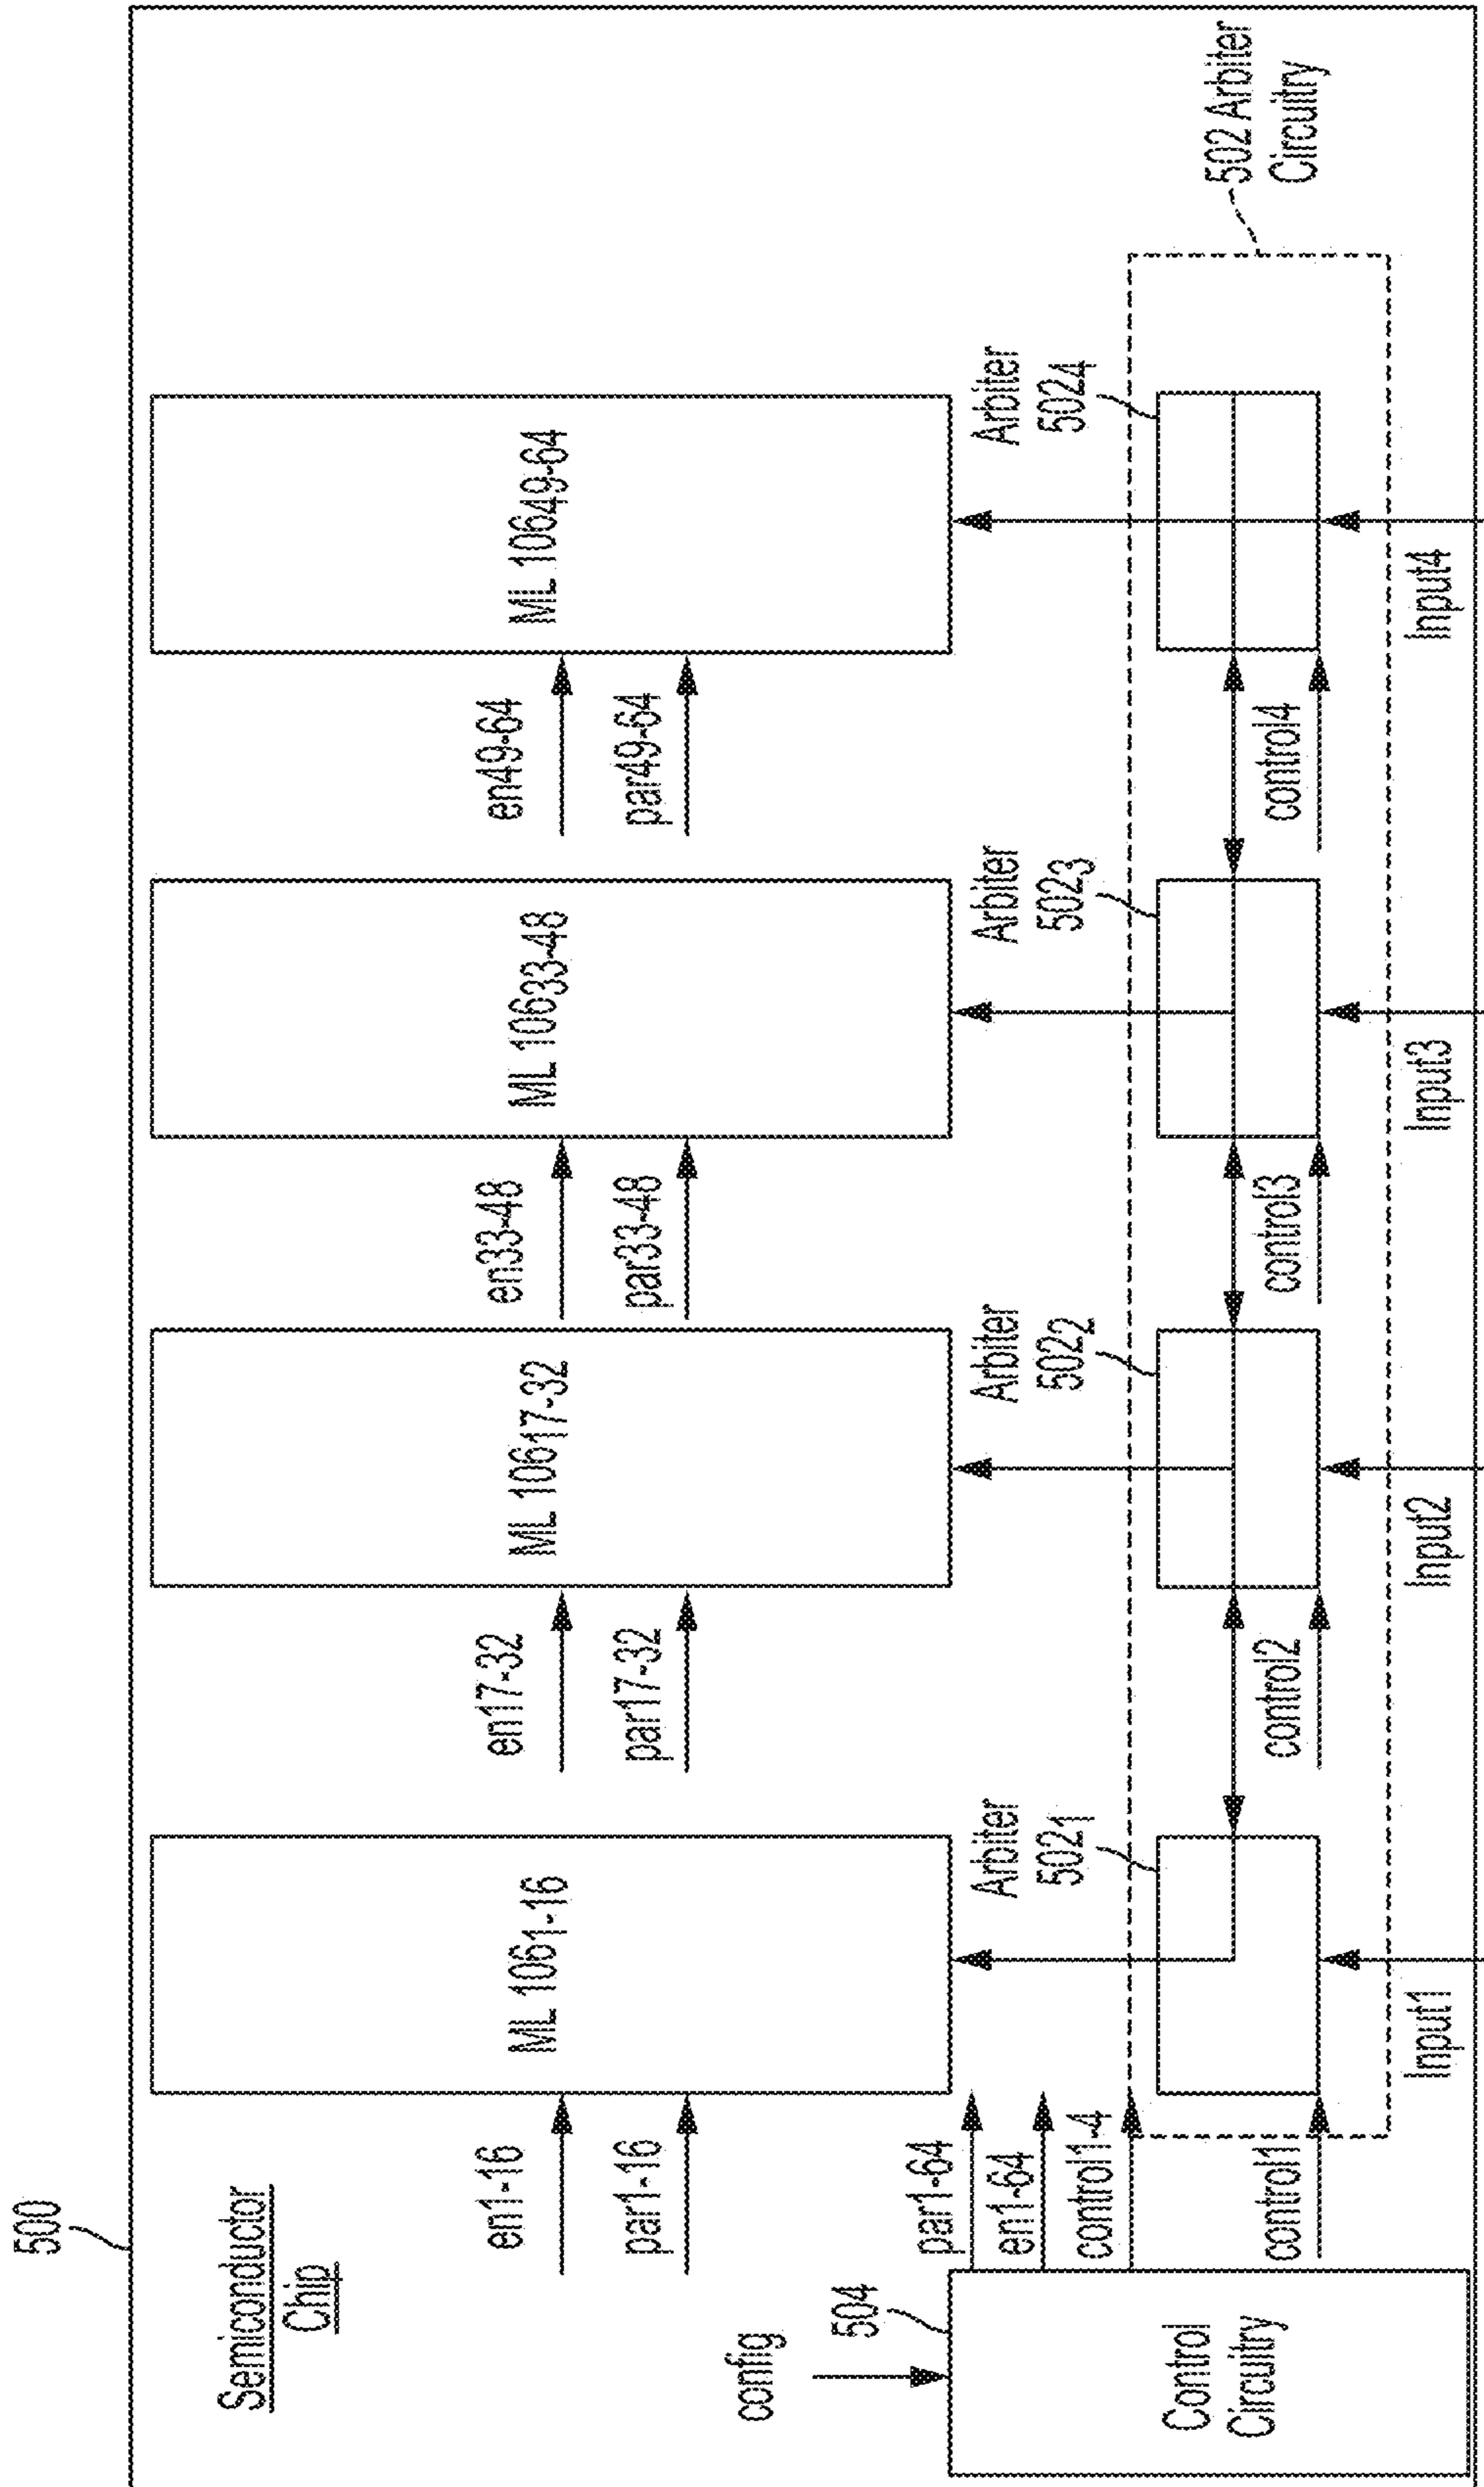 500
Semiconductor
Chip
en1-16
par1-16
ML 1061-16
en17-32
par17-32
ML 10617-32
en33-48
par33-48
ML 10633-48
en49-64
par49-64
ML 10649-64
config
504
Control
Circuitry
par1-64
en1-64
control1-4
control1
Arbiter
5021
control2
Arbiter
5022
control3
Arbiter
5023
control4
Arbiter
5024
502 Arbiter
Circuitry
Input1
Input2
Input3
Input4